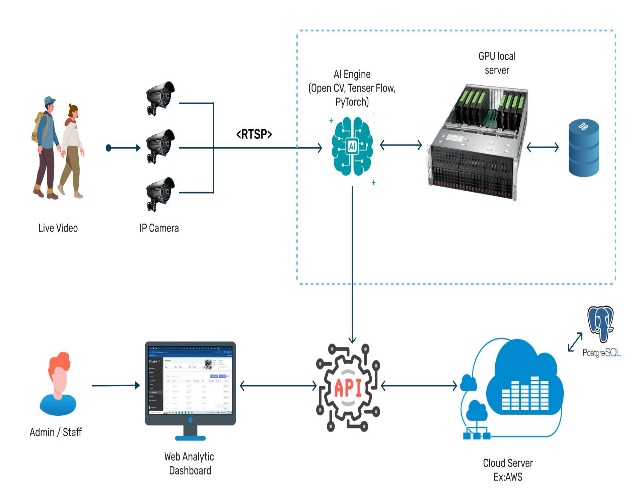 GPU local
server
AI Engine
(Open CV, Tenser Flow,
PyTorch)
<RTSP>
AI
Live Video
IP Camera
PostgreSQL
API
Admin / Staff
Web Analytic
Dashboard
Cloud Server
Ex:AWS